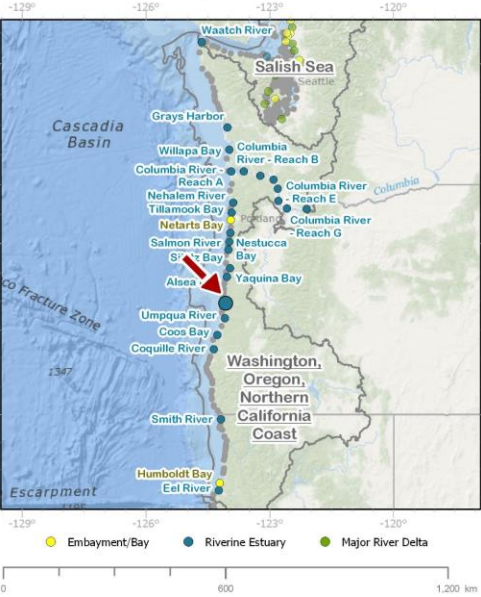 -129°
-126°
-123°
-120°
Waatch River
Salish Sea
Seattle
Grays Harbor
Cascadia
Basin
Willapa Bay
Columbia
River - Reach B
Columbia River -
Reach A
Columbia
Columbia River
- Reach E
Nehalem River
Tillamook Bay
Portland
Netarts Bay
Columbia River
- Reach G
Salmon River
Nestucca
Bay
Bay
Alsea
Yaquina Bay
co Fracture Zone
Umpqua River
Coos Bay
Coquille River
Washington,
Oregon,
Northern
California
Coast
1347
Smith River
Humboldt Bay
Eel River
Escarpment
-129°
-126°
-123°
-120°
Embayment/Bay
Riverine Estuary
Major River Delta
0
600
1,200 km